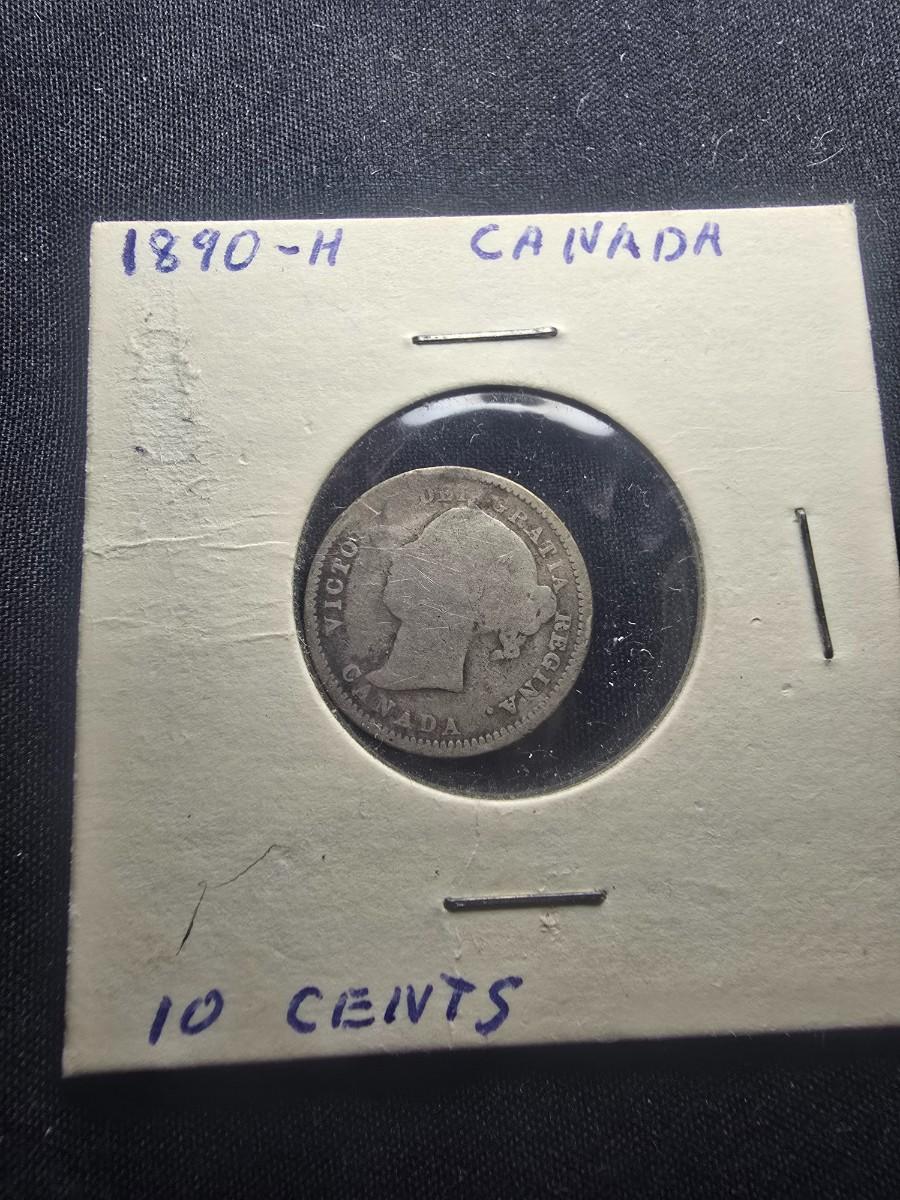 1890-H CANADA
VICTO DEI GRATIA REGINA.
CANADA
10 CENTS